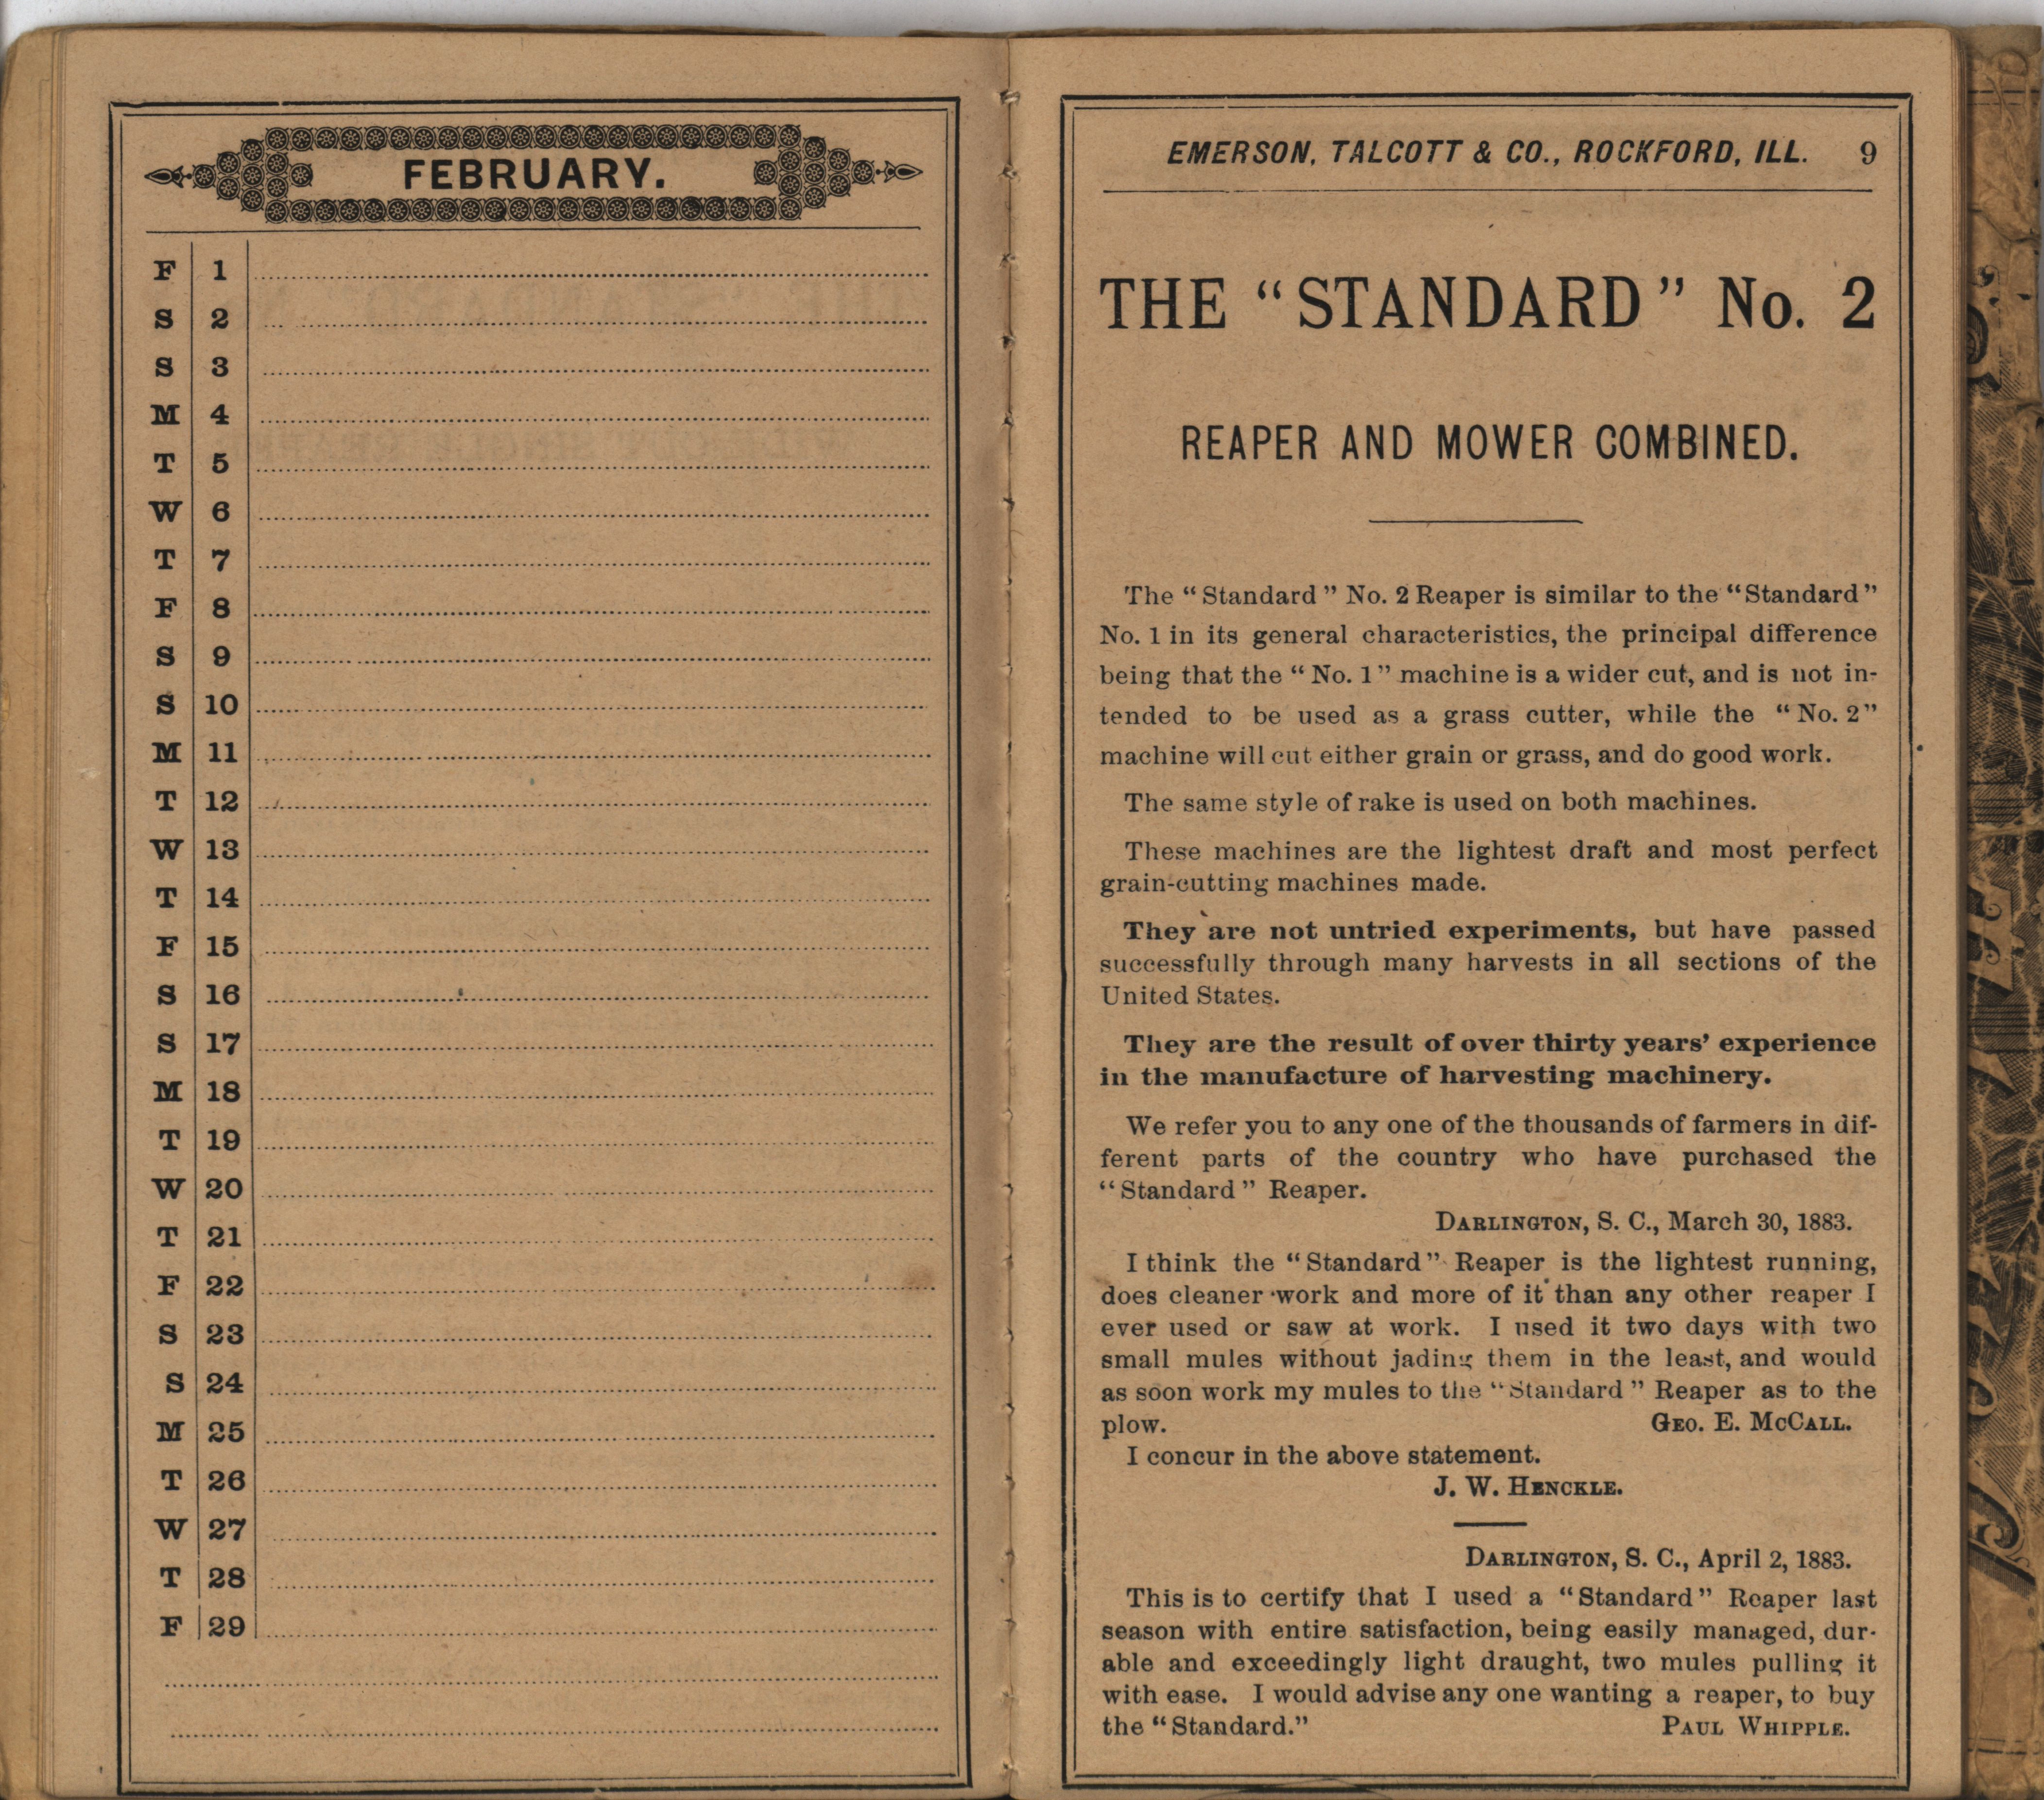 FEBRUARY.
F 1
S 2
S 3
M 4
T 5
W 6
T 7
F 8
S 9
S 10
M 11
T 12
W 13
T 14
F 15
S 16
S 17
M 18
T 19
W 20
T 21
F 22
S 23
S 24
M 25
T 26
W 27
T 28
F 29
EMERSON, TALCOTT & CO., ROCKFORD, ILL. 9
THE "STANDARD" No. 2
REAPER AND MOWER COMBINED.
The "Standard" No. 2 Reaper is similar to the "Standard"
No. 1 in its general characteristics, the principal difference
being that the "No. 1" machine is a wider cut, and is not in-
tended to be used as a grass cutter, while the "No. 2"
machine will cut either grain or grass, and do good work.
The same style of rake is used on both machines.
These machines are the lightest draft and most perfect
grain-cutting machines made.
They are not untried experiments, but have passed
successfully through many harvests in all sections of the
United States.
They are the result of over thirty years' experience
in the manufacture of harvesting machinery.
We refer you to any one of the thousands of farmers in dif-
ferent parts of the country who have purchased the
"Standard" Reaper.
DARLINGTON, S. C., March 30, 1883.
I think the "Standard" Reaper is the lightest running,
does cleaner work and more of it than any other reaper I
ever used or saw at work. I used it two days with two
small mules without jading them in the least, and would
as soon work my mules to the "Standard" Reaper as to the
plow. GEO. E. McCALL.
I concur in the above statement.
J. W. HENCKLE.
DARLINGTON, S. C., April 2, 1883.
This is to certify that I used a "Standard" Reaper last
season with entire satisfaction, being easily managed, dur-
able and exceedingly light draught, two mules pulling it
with ease. I would advise any one wanting a reaper, to buy
the "Standard." PAUL WHIPPLE.